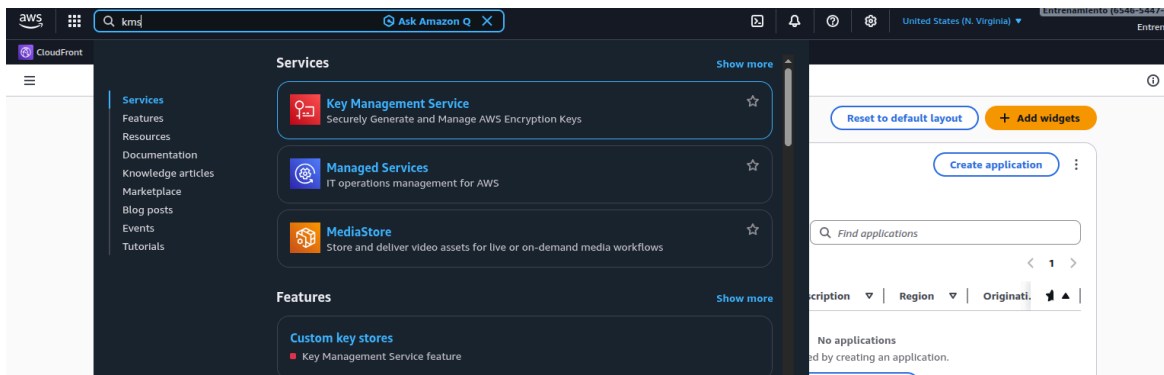 aws
kms
Ask Amazon Q
United States (N. Virginia)
Entrenamiento (6546-5447-
Entren
CloudFront
Services
Features
Resources
Documentation
Knowledge articles
Marketplace
Blog posts
Events
Tutorials
Services
Show more
Key Management Service
Securely Generate and Manage AWS Encryption Keys
Managed Services
IT operations management for AWS
MediaStore
Store and deliver video assets for live or on-demand media workflows
Features
Show more
Custom key stores
Key Management Service feature
Reset to default layout
+ Add widgets
Create application
Find applications
1
cription
Region
Originati.
No applications
ed by creating an application.